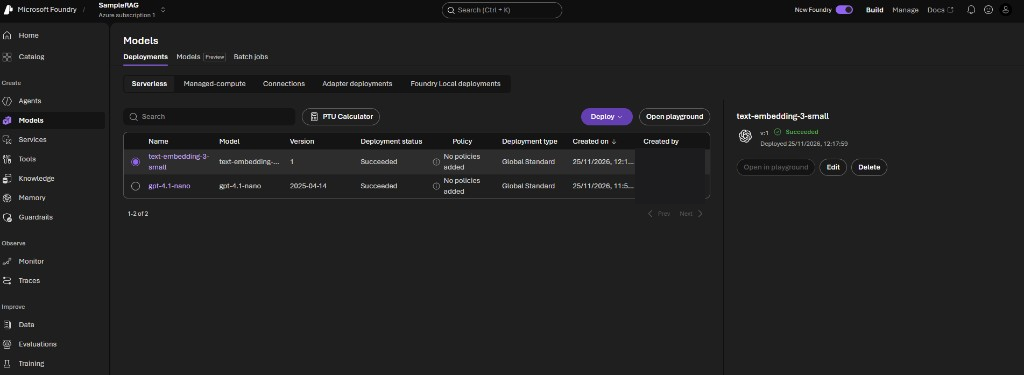 Microsoft Foundry / SampleRAG
Azure subscription 1
Search (Ctrl + K)
New Foundry Build Manage Docs
Home
Catalog
Create
Agents
Models
Services
Tools
Knowledge
Memory
Guardrails
Observe
Monitor
Traces
Improve
Data
Evaluations
Training
Models
Deployments Models Preview Batch jobs
Serverless Managed-compute Connections Adapter deployments Foundry Local deployments
Search PTU Calculator Deploy Open playground
Name Model Version Deployment status Policy Deployment type Created on ↓ Created by
text-embedding-3-small text-embedding-... 1 Succeeded No policies added Global Standard 25/11/2026, 12:1...
gpt-4.1-nano gpt-4.1-nano 2025-04-14 Succeeded No policies added Global Standard 25/11/2026, 11:5...
1-2 of 2 Prev Next
text-embedding-3-small
v:1 Succeeded
Deployed 25/11/2026, 12:17:59
Open in playground Edit Delete